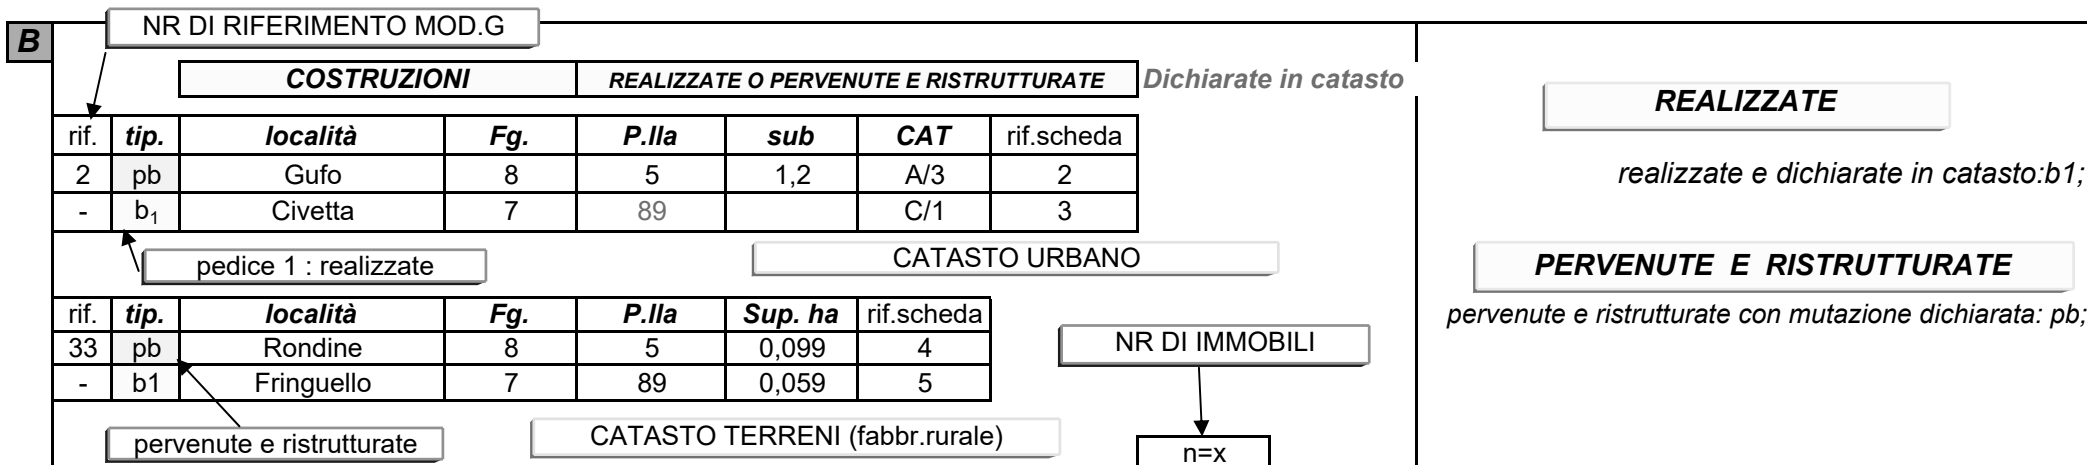 NR DI RIFERIMENTO MOD.G
B
COSTRUZIONI REALIZZATE O PERVENUTE E RISTRUTTURATE Dichiarate in catasto
rif. tip. località Fg. P.lla sub CAT rif.scheda
2 pb Gufo 8 5 1,2 A/3 2
- b₁ Civetta 7 89 C/1 3
pedice 1 : realizzate
CATASTO URBANO
rif. tip. località Fg. P.lla Sup. ha rif.scheda
33 pb Rondine 8 5 0,099 4
- b1 Fringuello 7 89 0,059 5
NR DI IMMOBILI
pervenute e ristrutturate
CATASTO TERRENI (fabbr.rurale)
n=x
REALIZZATE
realizzate e dichiarate in catasto:b1;
PERVENUTE E RISTRUTTURATE
pervenute e ristrutturate con mutazione dichiarata: pb;